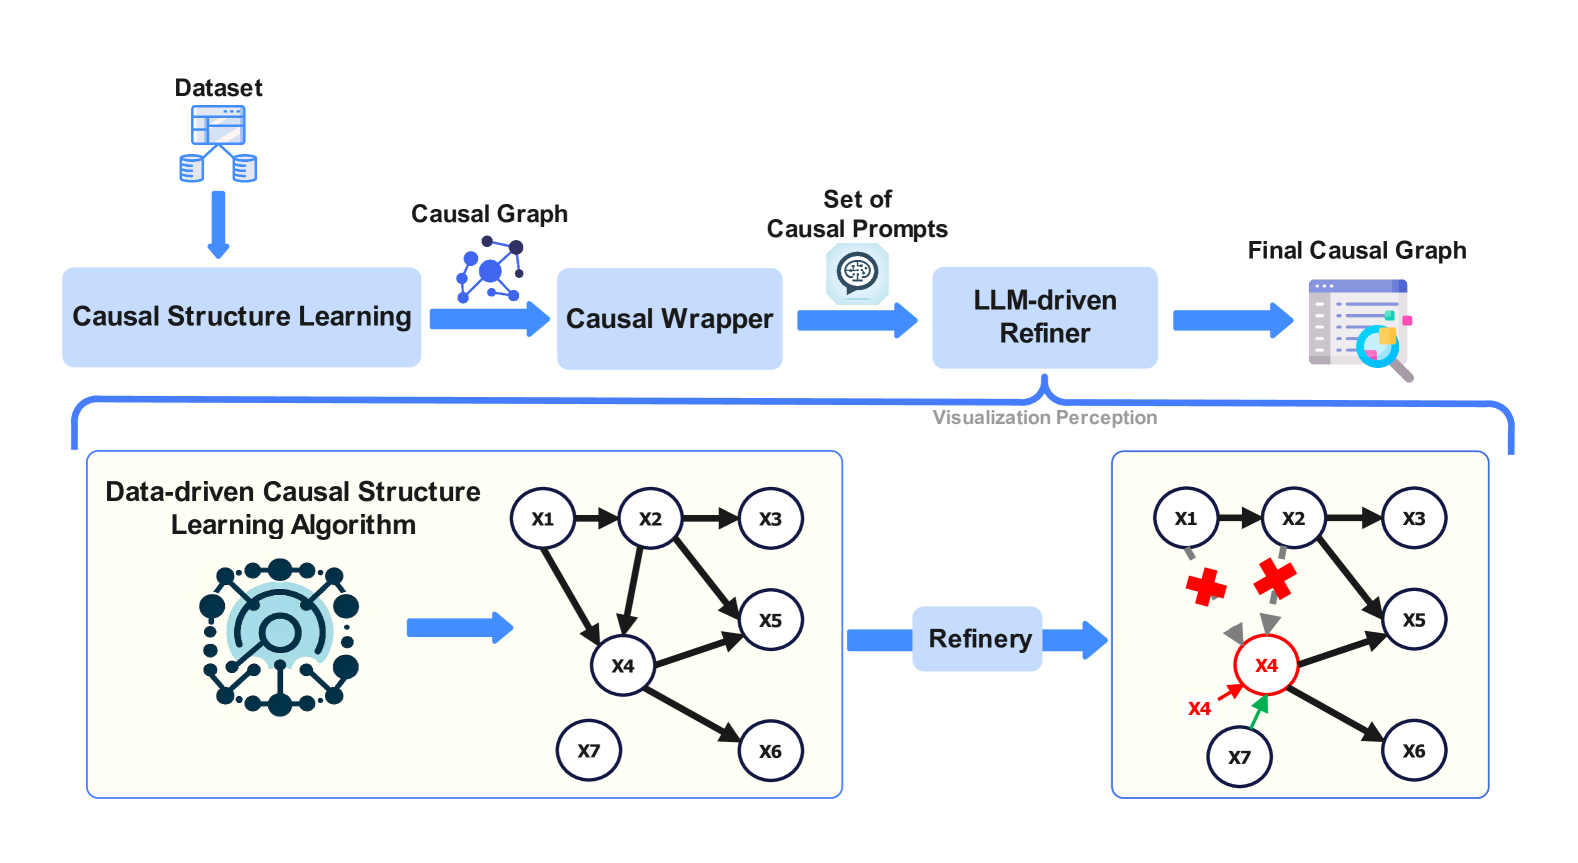 Dataset
Causal Graph
Set of
Causal Prompts
Final Causal Graph
Causal Structure Learning
Causal Wrapper
LLM-driven
Refiner
Visualization Perception
Data-driven Causal Structure
Learning Algorithm
X1
X2
X3
X5
X4
X7
X6
Refinery
X1
X2
X3
X5
X4
X4
X7
X6